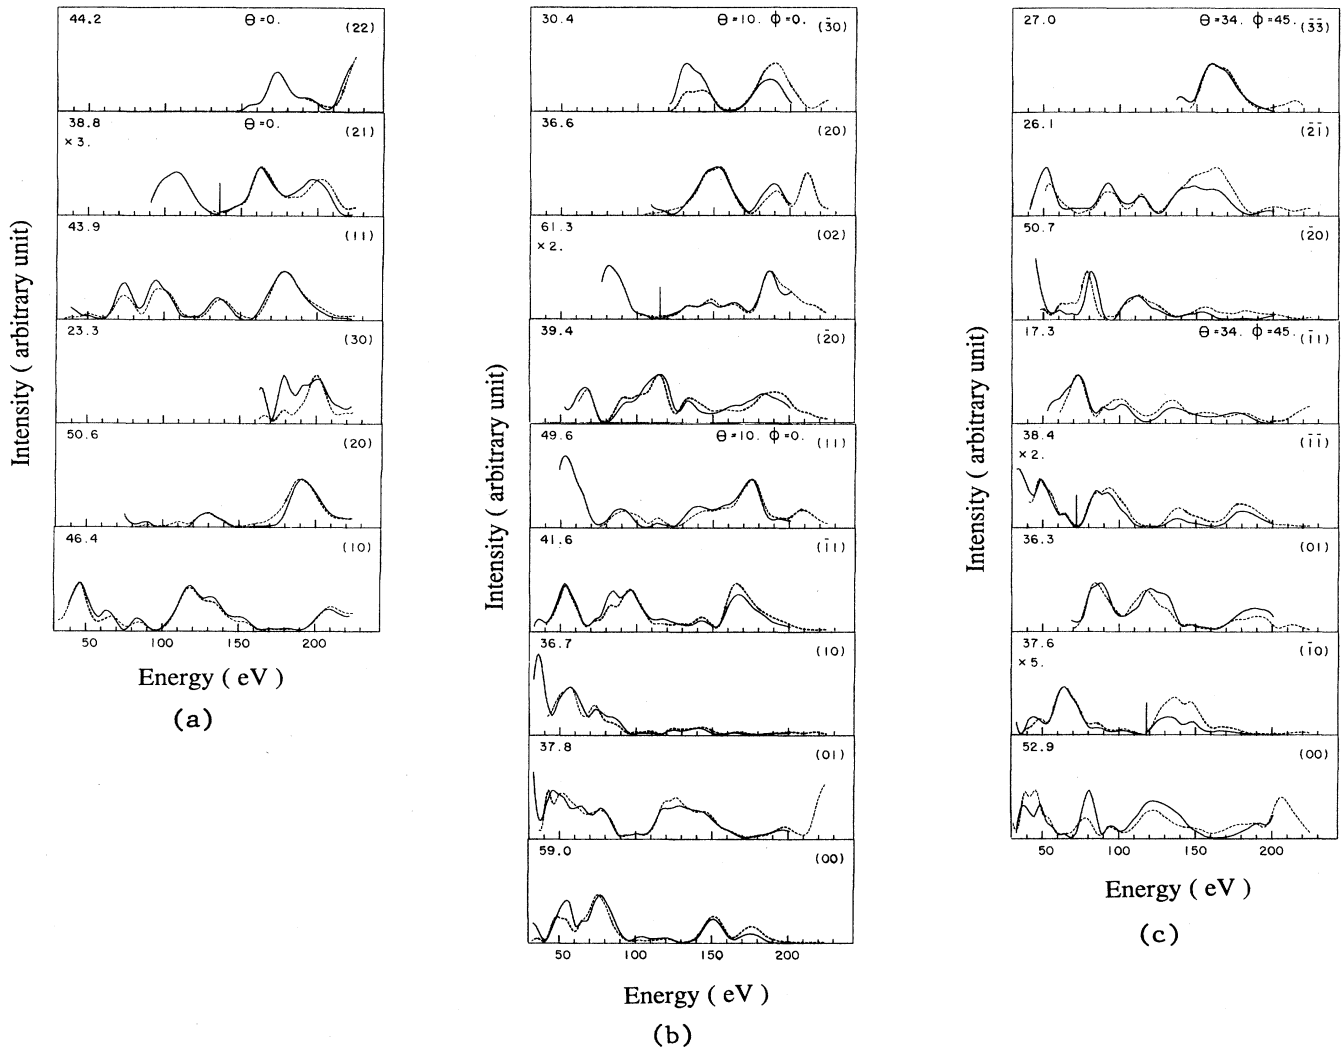 Intensity ( arbitrary unit)
44.2 Θ=0. (22)
38.8 Θ=0. (21)
×3.
43.9 (11)
23.3 (30)
50.6 (20)
46.4 (10)
50 100 150 200
Energy ( eV )
(a)
Intensity ( arbitrary unit)
30.4 Θ=10. Φ=0. (3̄0)
36.6 (20)
61.3 (02)
×2.
39.4 (2̄0)
49.6 Θ=10. Φ=0. (11)
41.6 (1̄1)
36.7 (10)
37.8 (01)
59.0 (00)
50 100 150 200
Energy ( eV )
(b)
Intensity ( arbitrary unit)
27.0 Θ=34. Φ=45. (3̄3̄)
26.1 (2̄1̄)
50.7 (2̄0)
17.3 Θ=34. Φ=45. (1̄1)
38.4 (1̄1̄)
×2.
36.3 (01)
37.6 (1̄0)
×5.
52.9 (00)
50 100 150 200
Energy ( eV )
(c)